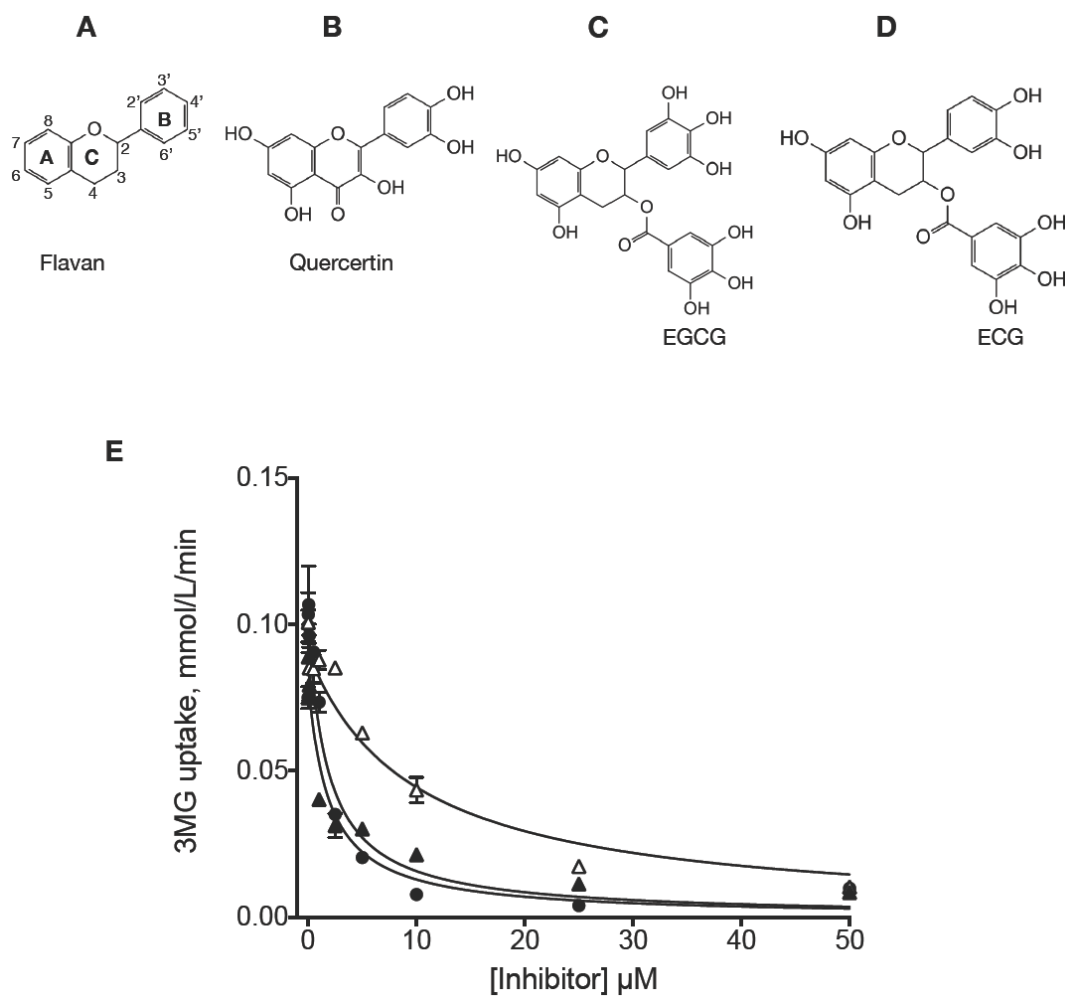 A
B
C
D
3'
2'
4'
B
8
O
5'
7
2
6'
A
C
6
3
5
4
Flavan
OH
HO
O
OH
OH
OH
O
Quercertin
OH
OH
HO
O
OH
O
OH
O
OH
OH
OH
EGCG
OH
HO
O
OH
O
OH
O
OH
OH
OH
ECG
E
3MG uptake, mmol/L/min
0.15
0.10
0.05
0.00
0
10
20
30
40
50
[Inhibitor] μM